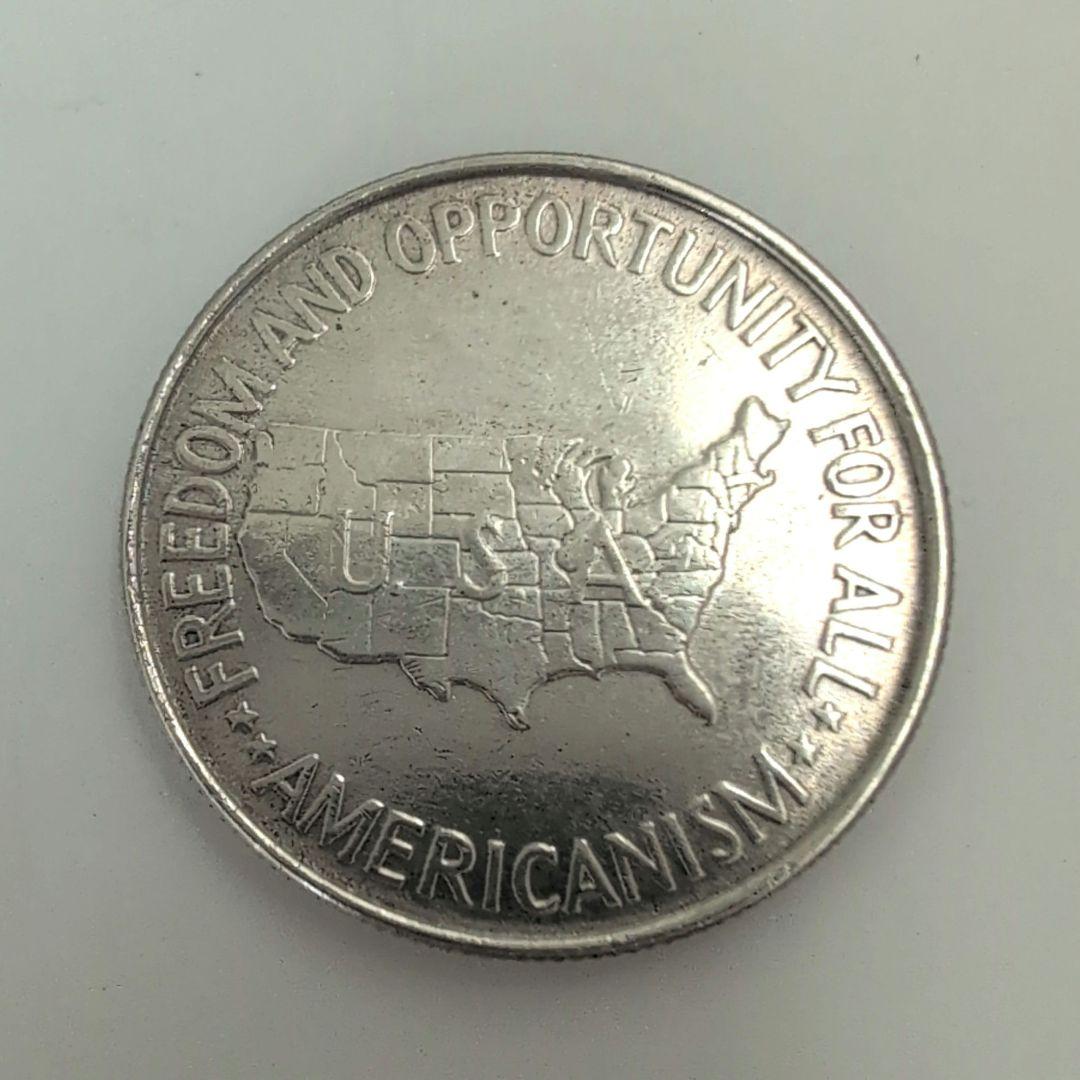 FREEDOM AND OPPORTUNITY FOR ALL
U.S.A.
★★ AMERICANISM ★★